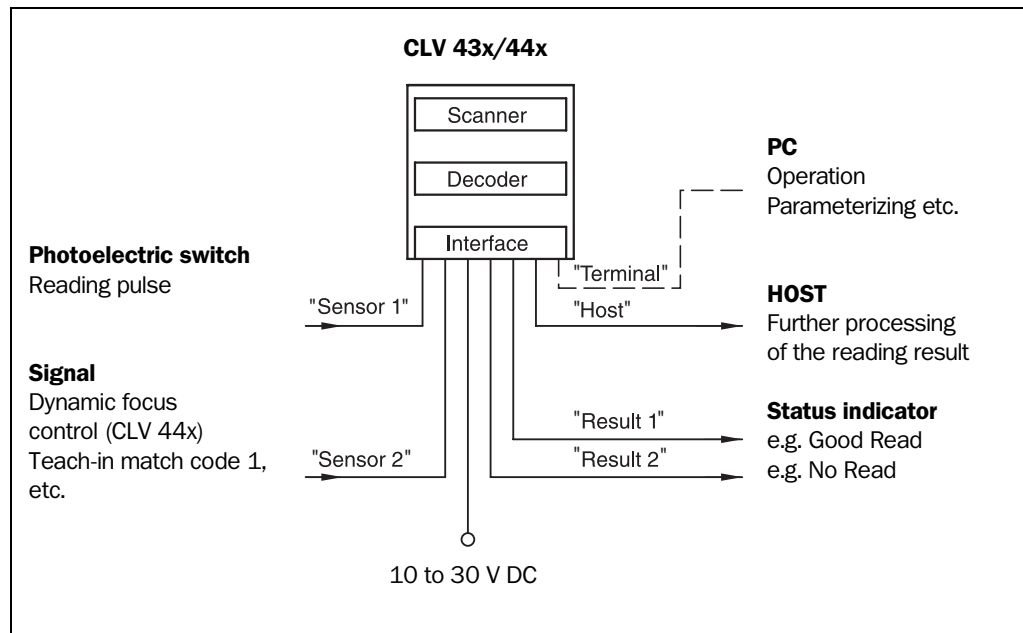 CLV 43x/44x
Scanner
Decoder
Interface
Photoelectric switch
Reading pulse
"Sensor 1"
Signal
Dynamic focus
control (CLV 44x)
Teach-in match code 1,
etc.
"Sensor 2"
10 to 30 V DC
"Terminal"
"Host"
"Result 1"
"Result 2"
PC
Operation
Parameterizing etc.
HOST
Further processing
of the reading result
Status indicator
e.g. Good Read
e.g. No Read